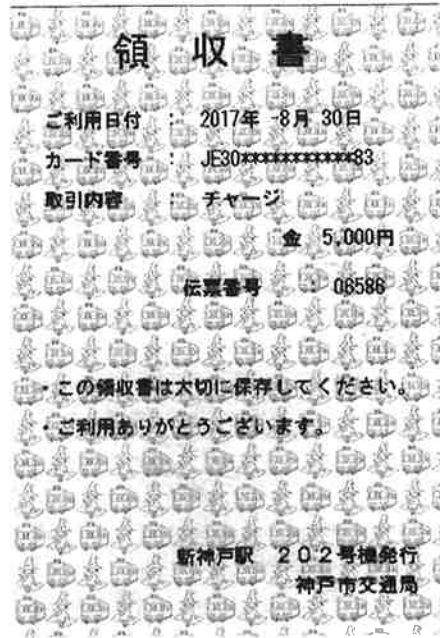 領収書
ご利用日付 : 2017年 -8月 30日
カード番号 : JE30***********83
取引内容 : チャージ
金 5,000円
伝票番号 : 06586
・この領収書は大切に保存してください。
・ご利用ありがとうございます。
新神戸駅 202号機発行
神戸市交通局